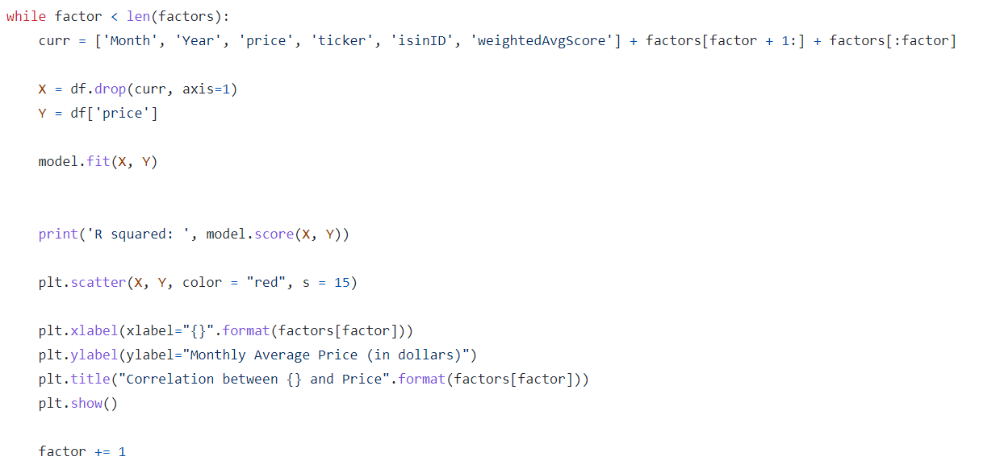 while factor < len(factors):
    curr = ['Month', 'Year', 'price', 'ticker', 'isinID', 'weightedAvgScore'] + factors[factor + 1:] + factors[:factor]
    X = df.drop(curr, axis=1)
    Y = df['price']
    model.fit(X, Y)
    print('R squared: ', model.score(X, Y))
    plt.scatter(X, Y, color = "red", s = 15)
    plt.xlabel(xlabel="{}".format(factors[factor]))
    plt.ylabel(ylabel="Monthly Average Price (in dollars)")
    plt.title("Correlation between {} and Price".format(factors[factor]))
    plt.show()
    factor += 1